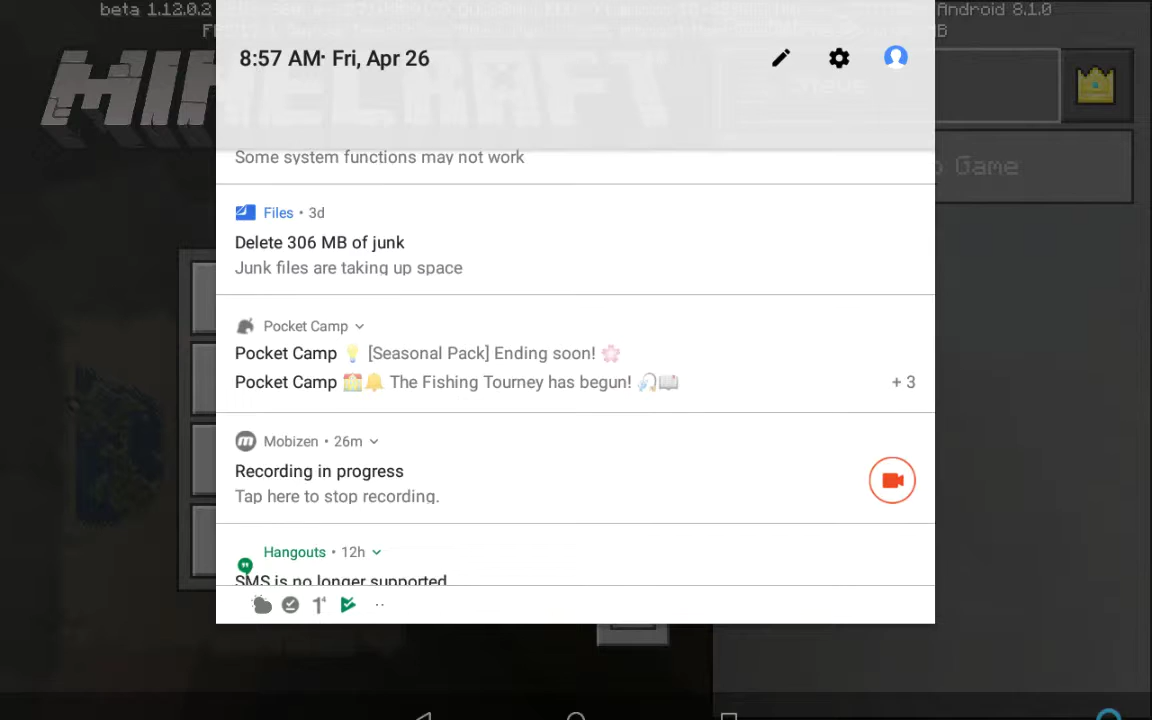 beta 1.12.0.2
Android 8.1.0
MINECRAFT
8:57 AM· Fri, Apr 26
Steve
Game
Some system functions may not work
Files • 3d
Delete 306 MB of junk
Junk files are taking up space
Pocket Camp
Pocket Camp 💡 [Seasonal Pack] Ending soon! 🌸
Pocket Camp 🌅🔔 The Fishing Tourney has begun! 🎣📖 + 3
Mobizen • 26m
Recording in progress
Tap here to stop recording.
Hangouts • 12h
SMS is no longer supported